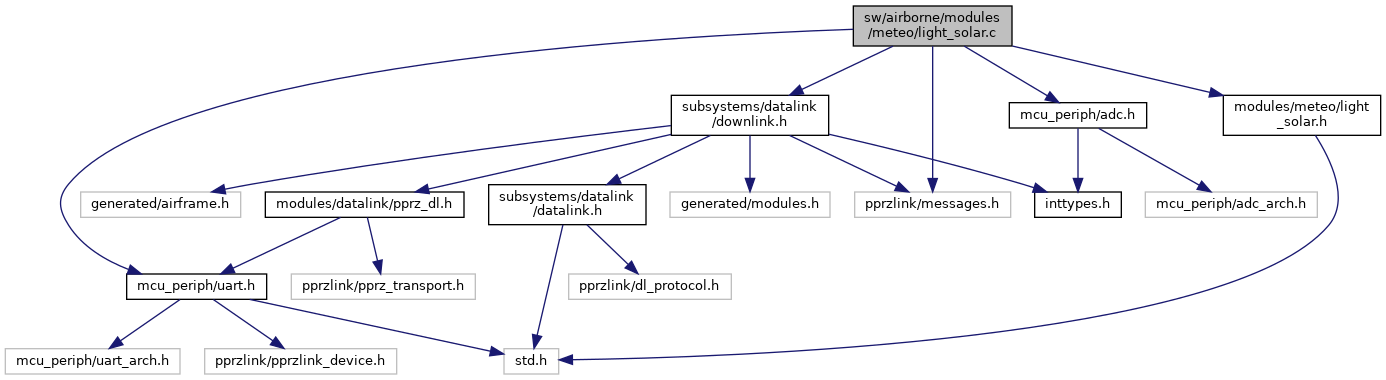 sw/airborne/modules
/meteo/light_solar.c
subsystems/datalink
/downlink.h
mcu_periph/adc.h
modules/meteo/light
_solar.h
generated/airframe.h
modules/datalink/pprz_dl.h
subsystems/datalink
/datalink.h
generated/modules.h
pprzlink/messages.h
inttypes.h
mcu_periph/adc_arch.h
mcu_periph/uart.h
pprzlink/pprz_transport.h
pprzlink/dl_protocol.h
mcu_periph/uart_arch.h
pprzlink/pprzlink_device.h
std.h